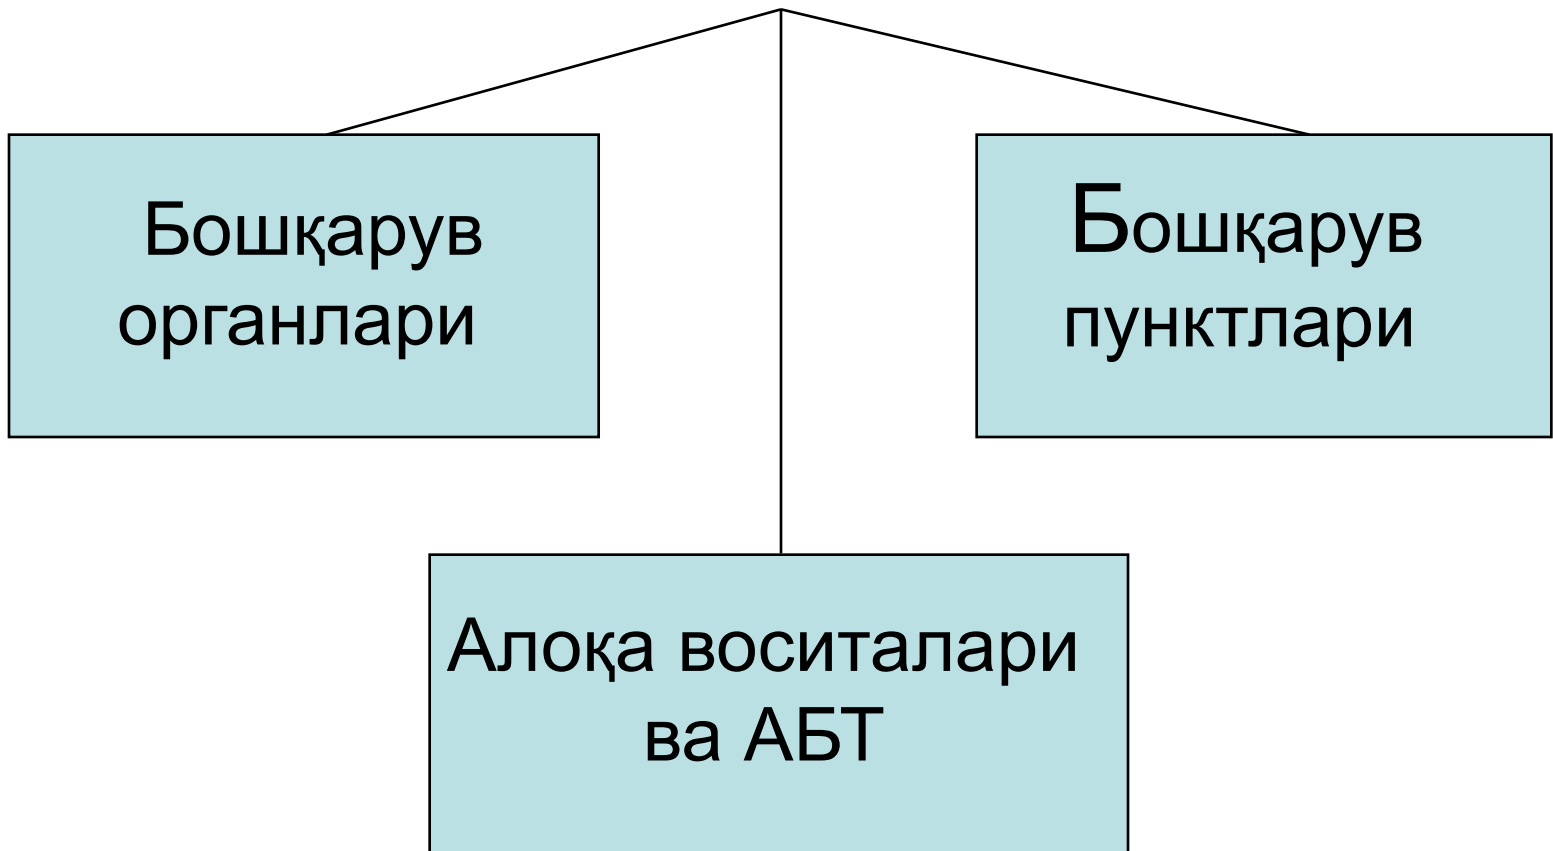 Бошқарув
органлари
Бошқарув
пунктлари
Алоқа воситалари
ва АБТ